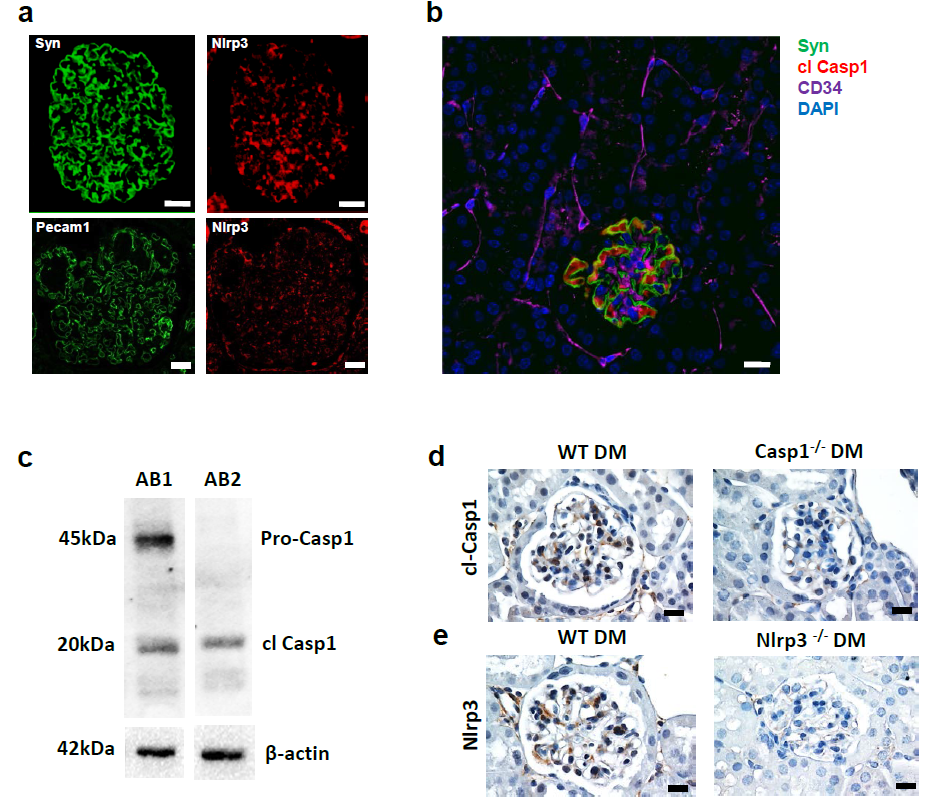 a
Syn
Nlrp3
Pecam1
Nlrp3
b
Syn
cl Casp1
CD34
DAPI
c
AB1 AB2
45kDa Pro-Casp1
20kDa cl Casp1
42kDa β-actin
d
WT DM Casp1-/- DM
cl-Casp1
e
WT DM Nlrp3 -/- DM
Nlrp3